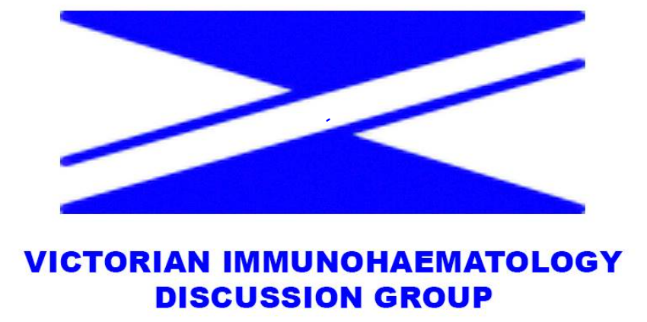 VICTORIAN IMMUNOHAEMATOLOGY
DISCUSSION GROUP